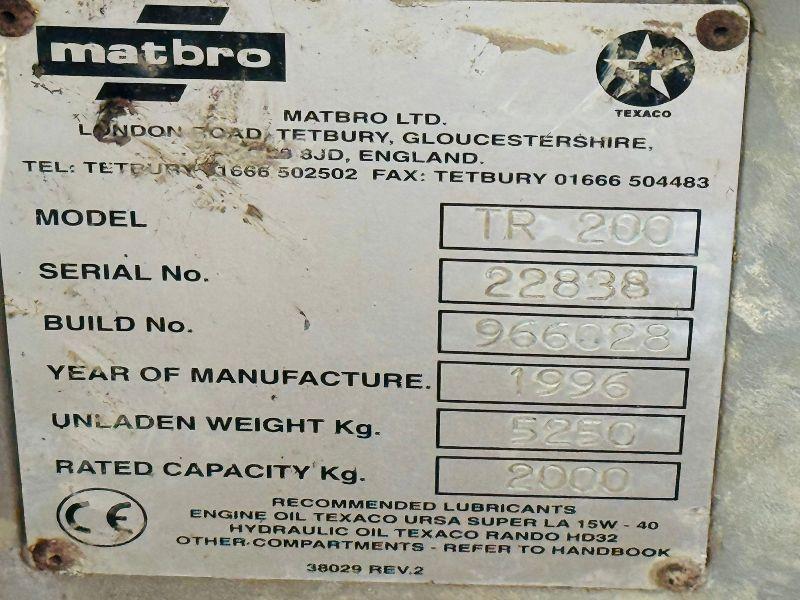 matbro
TEXACO
MATBRO LTD.
LONDON ROAD, TETBURY, GLOUCESTERSHIRE,
8JD, ENGLAND.
TEL: TETBURY 01666 502502 FAX: TETBURY 01666 504483
MODEL TR 200
SERIAL No. 22838
BUILD No. 966028
YEAR OF MANUFACTURE. 1996
UNLADEN WEIGHT Kg. 5250
RATED CAPACITY Kg. 2000
CE
RECOMMENDED LUBRICANTS
ENGINE OIL TEXACO URSA SUPER LA 15W - 40
HYDRAULIC OIL TEXACO RANDO HD32
OTHER COMPARTMENTS - REFER TO HANDBOOK
38029 REV.2